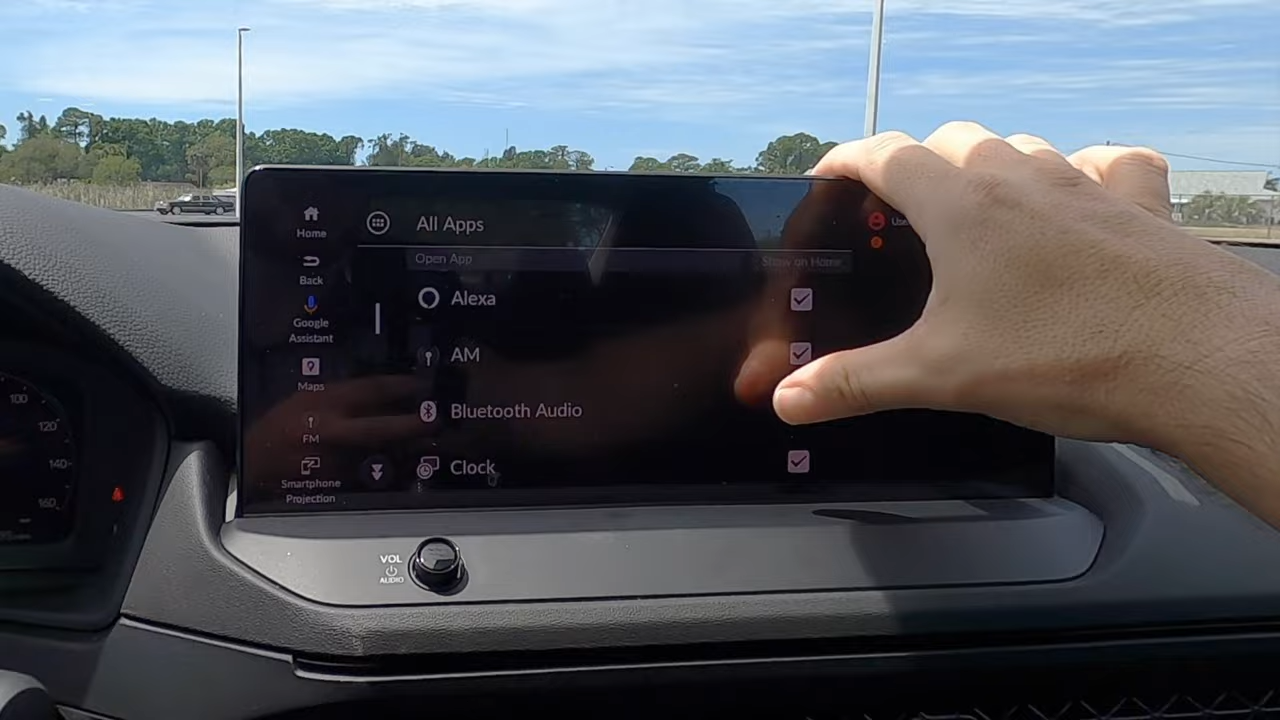 Home
All Apps
Back
Open App
Show on Home
Google
Assistant
Alexa
Maps
AM
FM
Bluetooth Audio
Smartphone
Projection
Clock
VOL
AUDIO
100
120
140
160